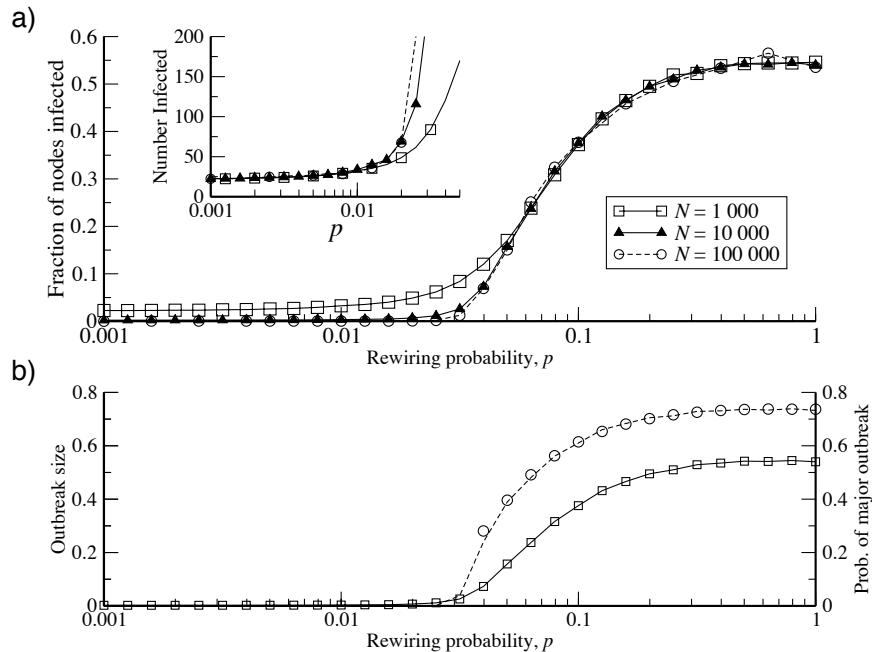 a)
Fraction of nodes infected
0.6
0.5
0.4
0.3
0.2
0.1
0
0.001
0.01
0.1
1
Rewiring probability, p
Number Infected
200
150
100
50
0
0.001
0.01
p
N = 1 000
N = 10 000
N = 100 000
b)
Outbreak size
0.8
0.6
0.4
0.2
0
0.001
0.01
0.1
1
Rewiring probability, p
0.8
0.6
0.4
0.2
0
Prob. of major outbreak